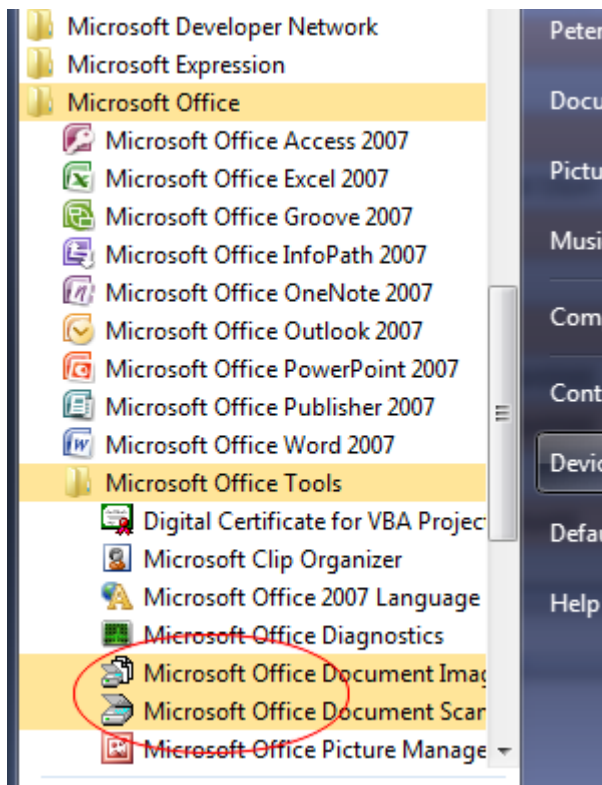 Microsoft Developer Network
Microsoft Expression
Microsoft Office
Microsoft Office Access 2007
Microsoft Office Excel 2007
Microsoft Office Groove 2007
Microsoft Office InfoPath 2007
Microsoft Office OneNote 2007
Microsoft Office Outlook 2007
Microsoft Office PowerPoint 2007
Microsoft Office Publisher 2007
Microsoft Office Word 2007
Microsoft Office Tools
Digital Certificate for VBA Projec
Microsoft Clip Organizer
Microsoft Office 2007 Language
Microsoft Office Diagnostics
Microsoft Office Document Imag
Microsoft Office Document Scan
Microsoft Office Picture Manage
Peter
Docu
Pictu
Musi
Com
Cont
Devic
Defau
Help